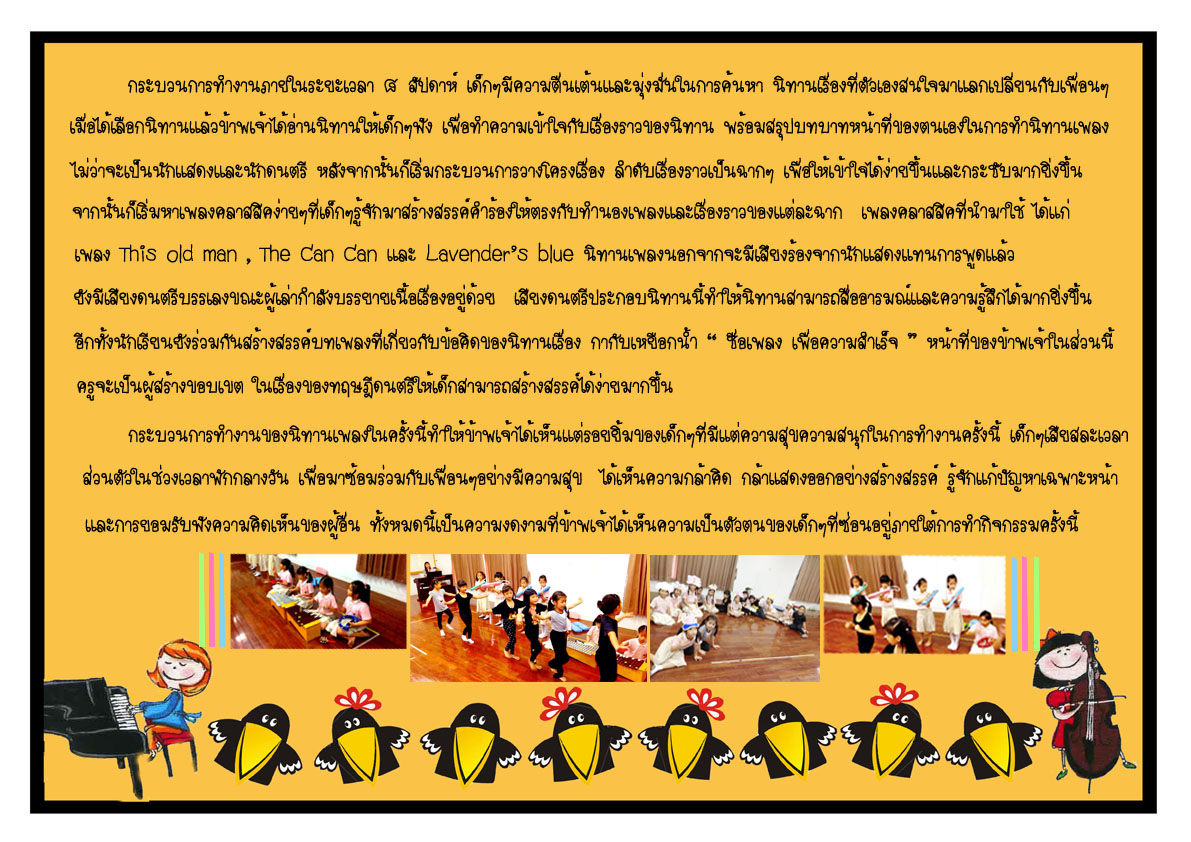 กระบวนการทำงานภายในระยะเวลา ๘ สัปดาห์ เด็กๆมีความตื่นเต้นและมุ่งมั่นในการค้นหา นิทานเรื่องที่ตัวเองสนใจมาแลกเปลี่ยนกับเพื่อนๆ
เมื่อได้เลือกนิทานแล้วข้าพเจ้าได้อ่านนิทานให้เด็กๆฟัง เพื่อทำความเข้าใจกับเรื่องราวของนิทาน พร้อมสรุปบทบาทหน้าที่ของตนเองในการทำนิทานเพลง
ไม่ว่าจะเป็นนักแสดงและนักดนตรี หลังจากนั้นก็เริ่มกระบวนการวางโครงเรื่อง ลำดับเรื่องราวเป็นฉากๆ เพื่อให้เข้าใจได้ง่ายขึ้นและกระชับมากยิ่งขึ้น
จากนั้นก็เริ่มหาเพลงคลาสสิคง่ายๆที่เด็กๆรู้จักมาสร้างสรรค์คำร้องให้ตรงกับทำนองเพลงและเรื่องราวของแต่ละฉาก เพลงคลาสสิคที่นำมาใช้ ได้แก่
เพลง This old man , The Can Can และ Lavender's blue นิทานเพลงนอกจากจะมีเสียงร้องจากนักแสดงแทนการพูดแล้ว
ยังมีเสียงดนตรีบรรเลงขณะผู้เล่ากำลังบรรยายเนื้อเรื่องอยู่ด้วย เสียงดนตรีประกอบนิทานนี้ทำให้นิทานสามารถสื่ออารมณ์และความรู้สึกได้มากยิ่งขึ้น
อีกทั้งนักเรียนยังร่วมกันสร้างสรรค์บทเพลงที่เกี่ยวกับข้อคิดของนิทานเรื่อง กากับเหยือกน้ำ “ ชื่อเพลง เพื่อความสำเร็จ ” หน้าที่ของข้าพเจ้าในส่วนนี้
ครูจะเป็นผู้สร้างขอบเขต ในเรื่องของทฤษฎีดนตรีให้เด็กสามารถสร้างสรรค์ได้ง่ายมากขึ้น
กระบวนการทำงานของนิทานเพลงในครั้งนี้ทำให้ข้าพเจ้าได้เห็นแต่รอยยิ้มของเด็กๆที่มีแต่ความสุขความสนุกในการทำงานครั้งนี้ เด็กๆเสียสละเวลา
ส่วนตัวในช่วงเวลาพักกลางวัน เพื่อมาซ้อมร่วมกับเพื่อนๆอย่างมีความสุข ได้เห็นความกล้าคิด กล้าแสดงออกอย่างสร้างสรรค์ รู้จักแก้ปัญหาเฉพาะหน้า
และการยอมรับฟังความคิดเห็นของผู้อื่น ทั้งหมดนี้เป็นความงดงามที่ข้าพเจ้าได้เห็นความเป็นตัวตนของเด็กๆที่ซ่อนอยู่ภายใต้การทำกิจกรรมครั้งนี้